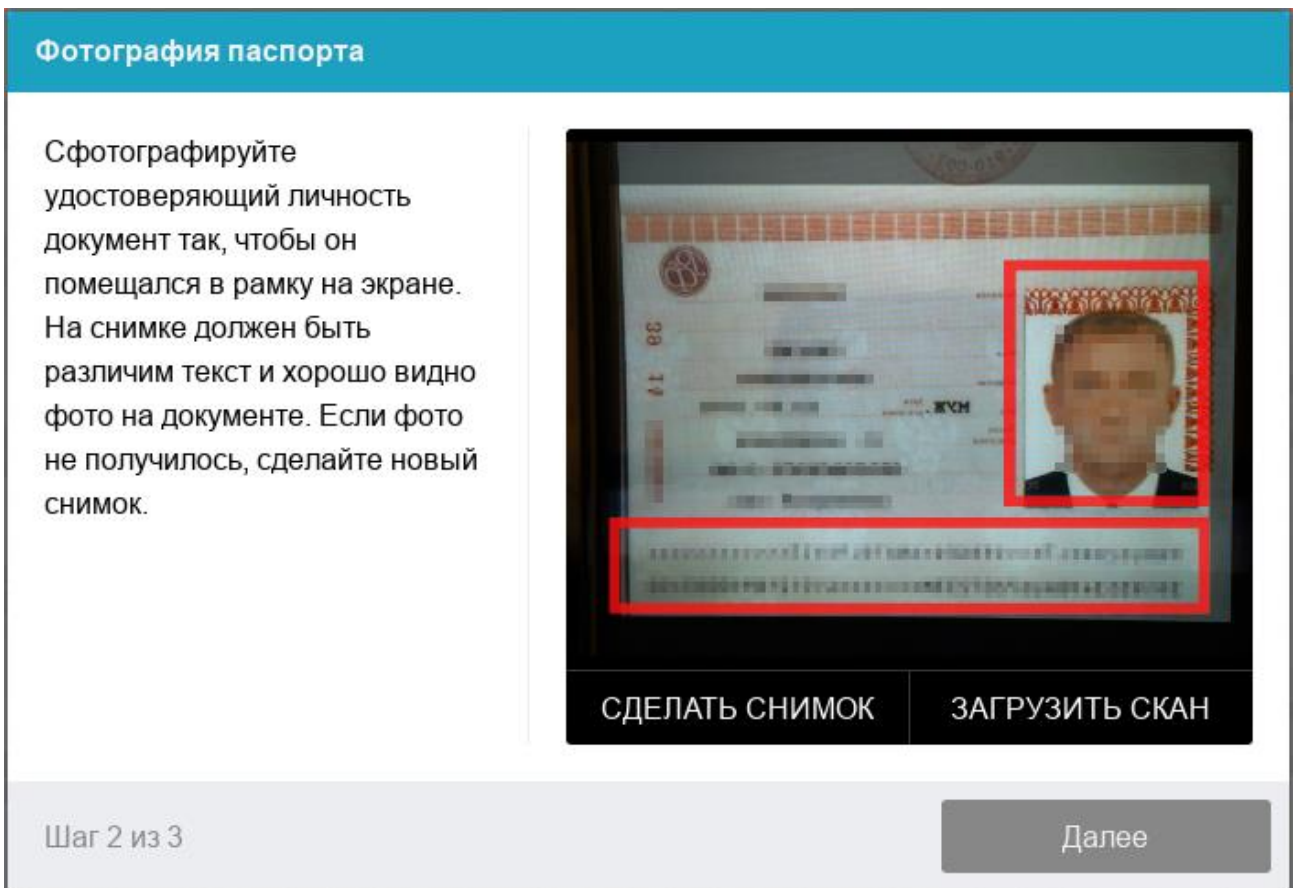 Фотография паспорта
Сфотографируйте
удостоверяющий личность
документ так, чтобы он
помещался в рамку на экране.
На снимке должен быть
различим текст и хорошо видно
фото на документе. Если фото
не получилось, сделайте новый
снимок.
МУЖ.
СДЕЛАТЬ СНИМОК
ЗАГРУЗИТЬ СКАН
Шаг 2 из 3
Далее